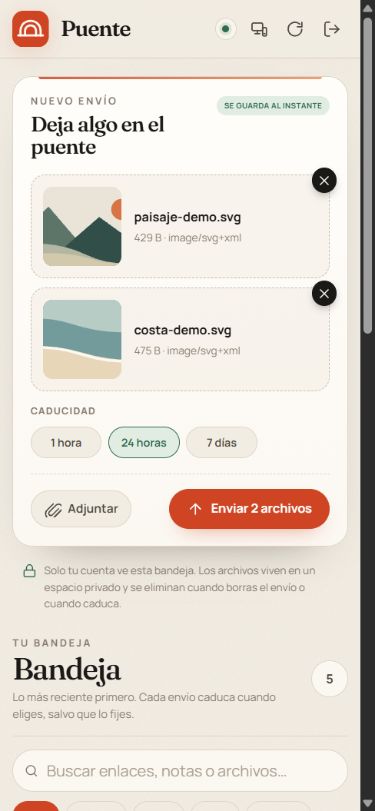 Puente
NUEVO ENVÍO
SE GUARDA AL INSTANTE
Deja algo en el
puente
paisaje-demo.svg
429 B · image/svg+xml
costa-demo.svg
475 B · image/svg+xml
CADUCIDAD
1 hora
24 horas
7 días
Adjuntar
Enviar 2 archivos
Solo tu cuenta ve esta bandeja. Los archivos viven en un
espacio privado y se eliminan cuando borras el envío o
cuando caduca.
TU BANDEJA
Bandeja
5
Lo más reciente primero. Cada envío caduca cuando
eliges, salvo que lo fijes.
Buscar enlaces, notas o archivos...